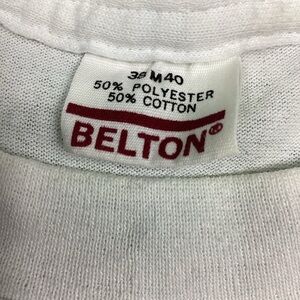 38 M 40
50% POLYESTER
50% COTTON
BELTON®